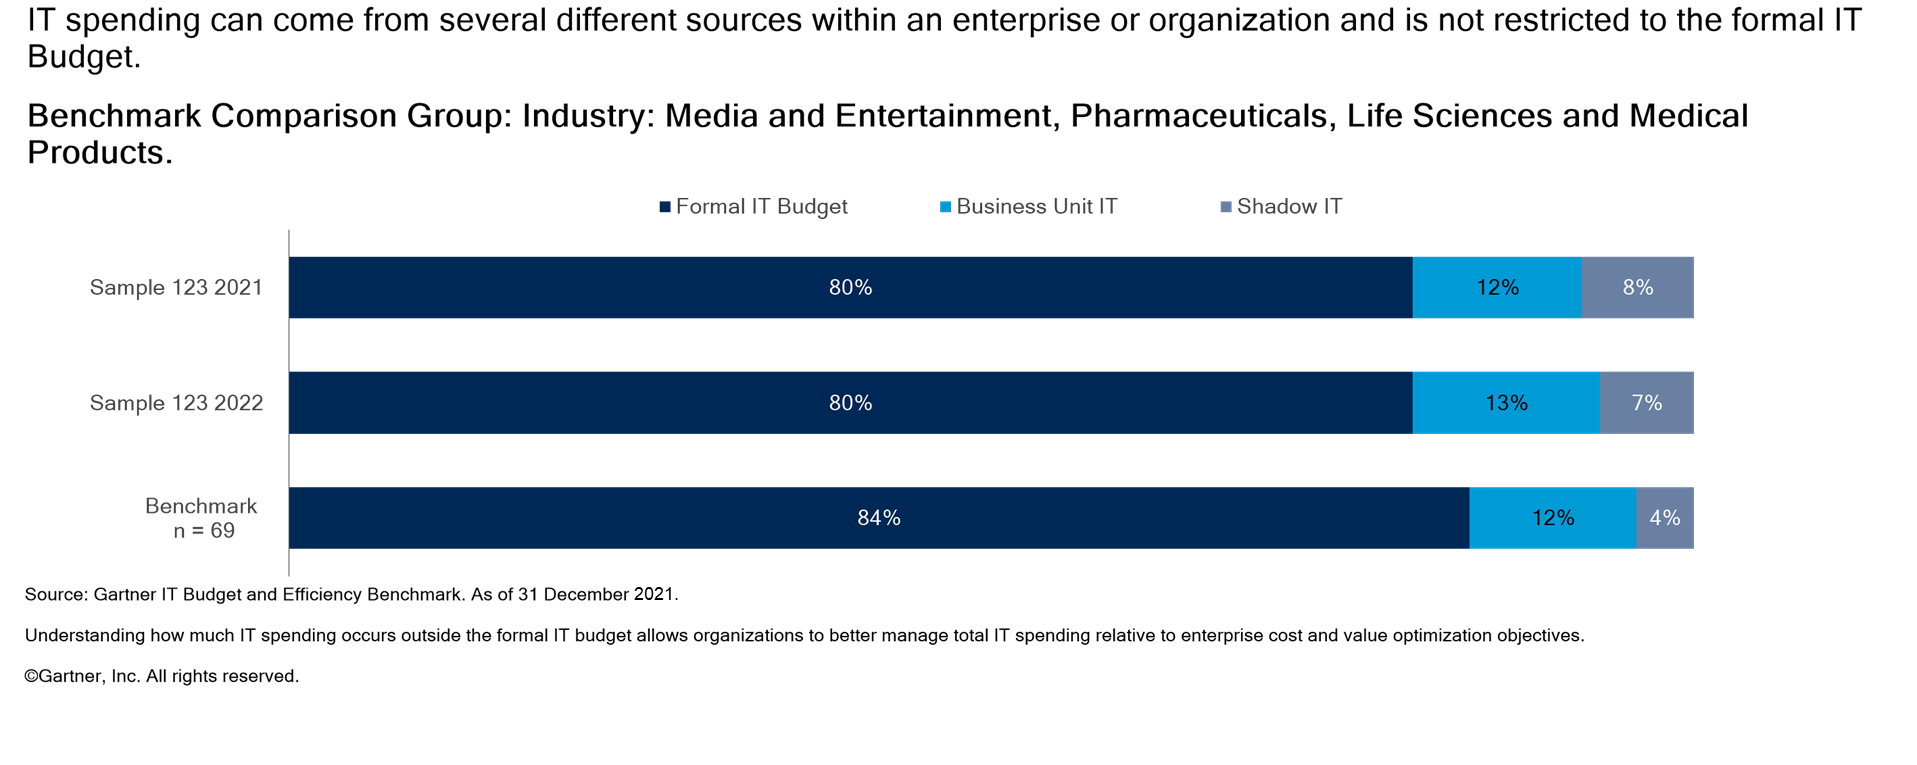 IT spending can come from several different sources within an enterprise or organization and is not restricted to the formal IT
Budget.
Benchmark Comparison Group: Industry: Media and Entertainment, Pharmaceuticals, Life Sciences and Medical
Products.
Formal IT Budget Business Unit IT Shadow IT
Sample 123 2021 80% 12% 8%
Sample 123 2022 80% 13% 7%
Benchmark
n = 69
84% 12% 4%
Source: Gartner IT Budget and Efficiency Benchmark. As of 31 December 2021.
Understanding how much IT spending occurs outside the formal IT budget allows organizations to better manage total IT spending relative to enterprise cost and value optimization objectives.
©Gartner, Inc. All rights reserved.